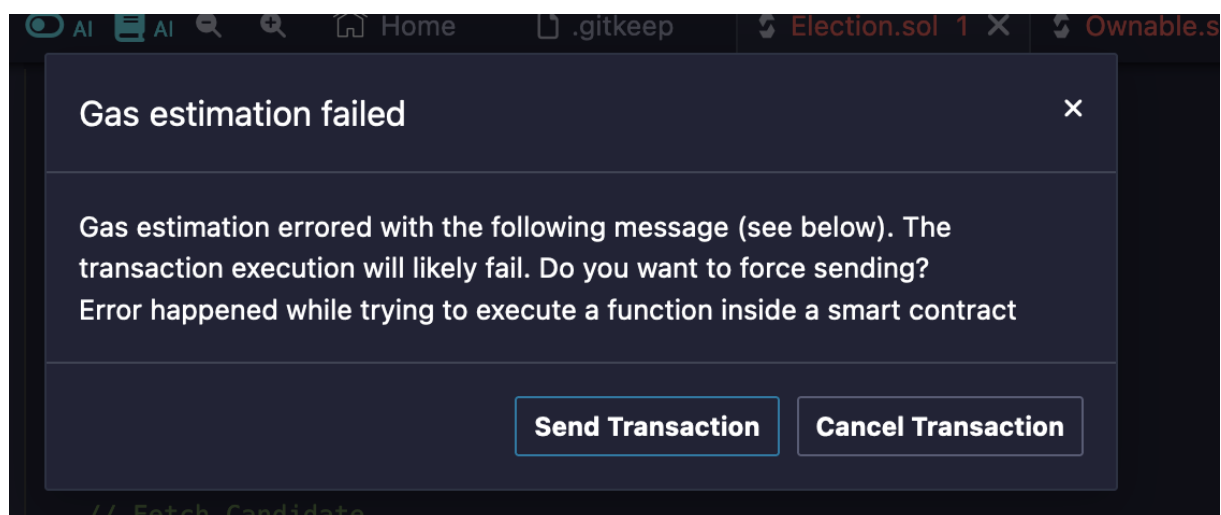 AI AI Home .gitkeep Election.sol 1 Ownable.s
Gas estimation failed
Gas estimation errored with the following message (see below). The
transaction execution will likely fail. Do you want to force sending?
Error happened while trying to execute a function inside a smart contract
Send Transaction Cancel Transaction
// Fetch Candidate